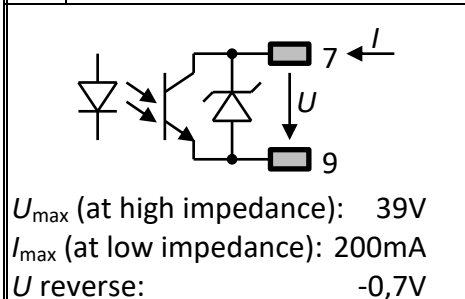 7 I
U
9
Umax (at high impedance): 39V
Imax (at low impedance): 200mA
U reverse: -0,7V